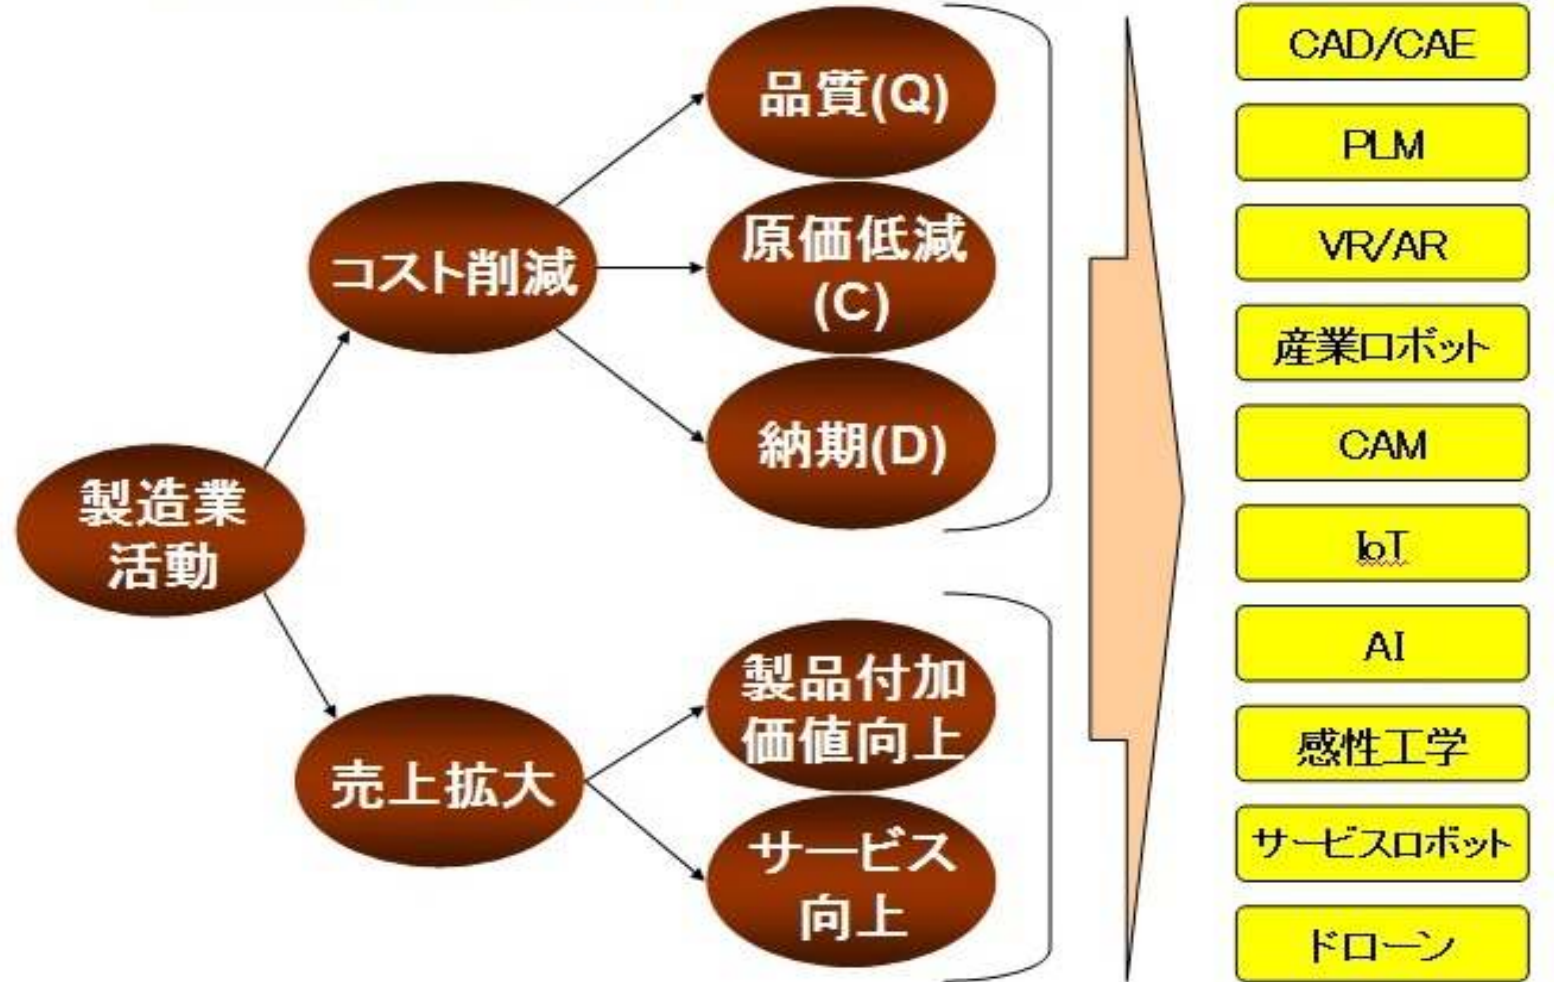 製造業
活動
コスト削減
売上拡大
品質(Q)
原価低減
(C)
納期(D)
製品付加
価値向上
サービス
向上
CAD/CAE
PLM
VR/AR
産業ロボット
CAM
IoT
AI
感性工学
サービスロボット
ドローン